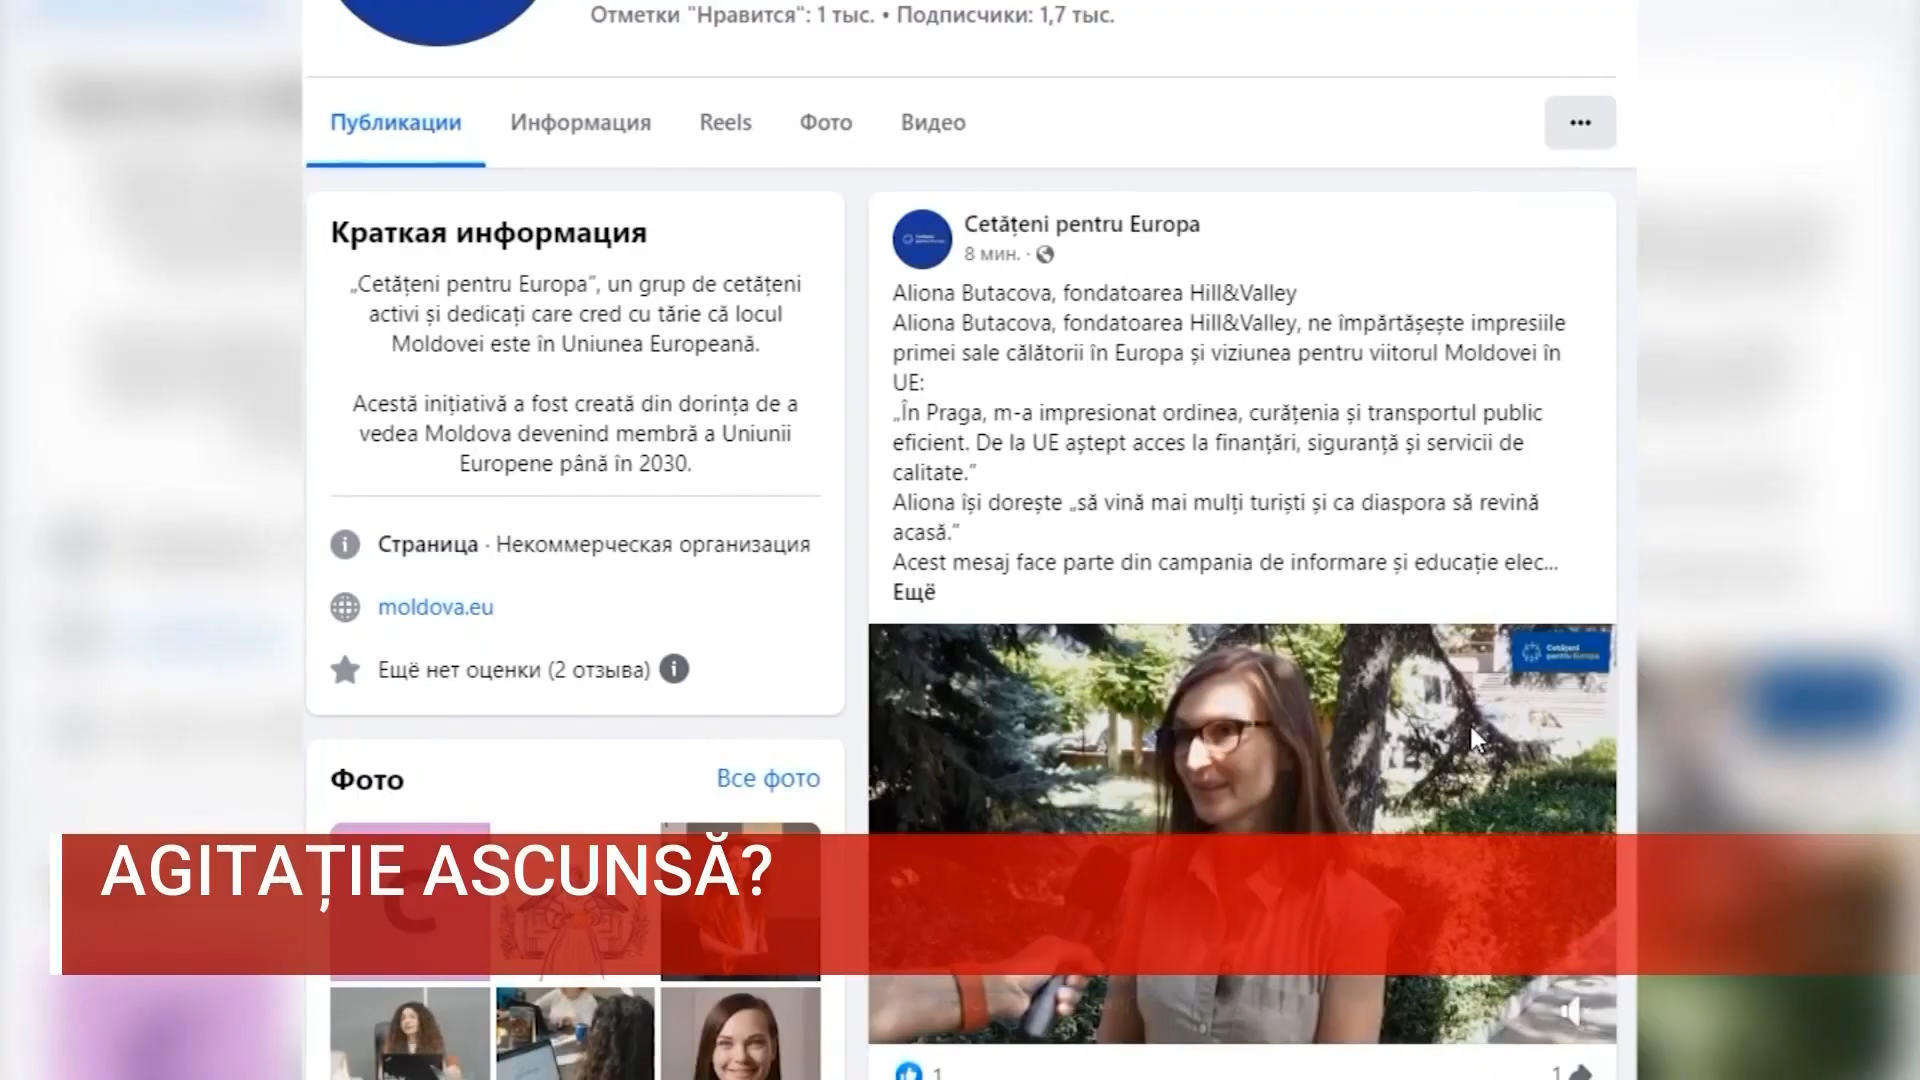 Отметки "Нравится": 1 тыс. • Подписчики: 1,7 тыс.
Публикации
Информация
Reels
Фото
Видео
Краткая информация
„Cetățeni pentru Europa”, un grup de cetățeni
activi și dedicați care cred cu tărie că locul
Moldovei este în Uniunea Europeană.
Acestă inițiativă a fost creată din dorința de a
vedea Moldova devenind membră a Uniunii
Europene până în 2030.
Страница · Некоммерческая организация
moldova.eu
Ещё нет оценки (2 отзыва)
Фото
Все фото
Cetățeni pentru Europa
8 мин. ·
Aliona Butacova, fondatoarea Hill&Valley
Aliona Butacova, fondatoarea Hill&Valley, ne împărtășește impresiile
primei sale călătorii în Europa și viziunea pentru viitorul Moldovei în
UE:
„În Praga, m-a impresionat ordinea, curățenia și transportul public
eficient. De la UE aștept acces la finanțări, siguranță și servicii de
calitate.”
Aliona își dorește „să vină mai mulți turiști și ca diaspora să revină
acasă.”
Acest mesaj face parte din campania de informare și educație elec...
Ещё
Cetățeni
pentru Europa
AGITAȚIE ASCUNSĂ?
C
1
1